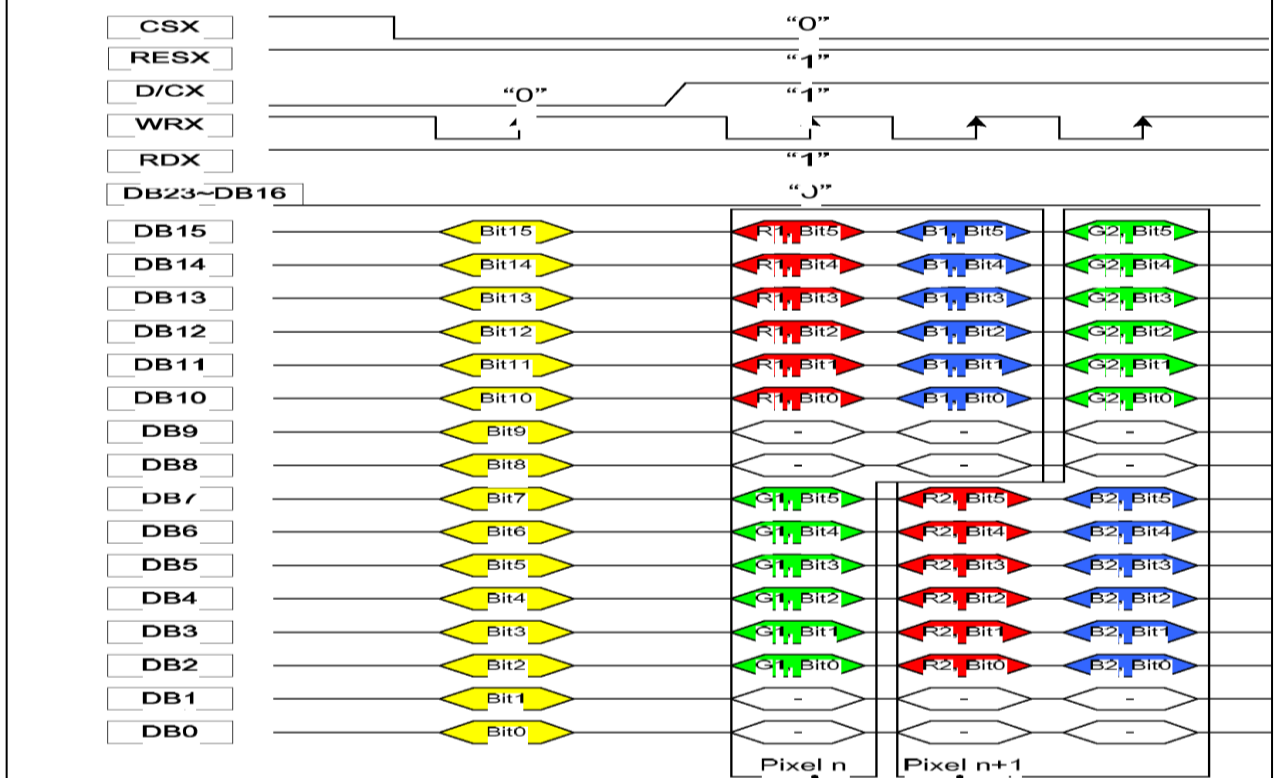 CSX “0”
RESX “1”
D/CX “0” “1”
WRX
RDX “1”
DB23~DB16
DB15 Bit15 R1, Bit5 B1, Bit5 G2, Bit5
DB14 Bit14 R1, Bit4 B1, Bit4 G2, Bit4
DB13 Bit13 R1, Bit3 B1, Bit3 G2, Bit3
DB12 Bit12 R1, Bit2 B1, Bit2 G2, Bit2
DB11 Bit11 R1, Bit1 B1, Bit1 G2, Bit1
DB10 Bit10 R1, Bit0 B1, Bit0 G2, Bit0
DB9 Bit9 - - -
DB8 Bit8 - - -
DB7 Bit7 G1, Bit5 R2, Bit5 B2, Bit5
DB6 Bit6 G1, Bit4 R2, Bit4 B2, Bit4
DB5 Bit5 G1, Bit3 R2, Bit3 B2, Bit3
DB4 Bit4 G1, Bit2 R2, Bit2 B2, Bit2
DB3 Bit3 G1, Bit1 R2, Bit1 B2, Bit1
DB2 Bit2 G1, Bit0 R2, Bit0 B2, Bit0
DB1 Bit1 - - -
DB0 Bit0 - - -
Pixel n Pixel n+1